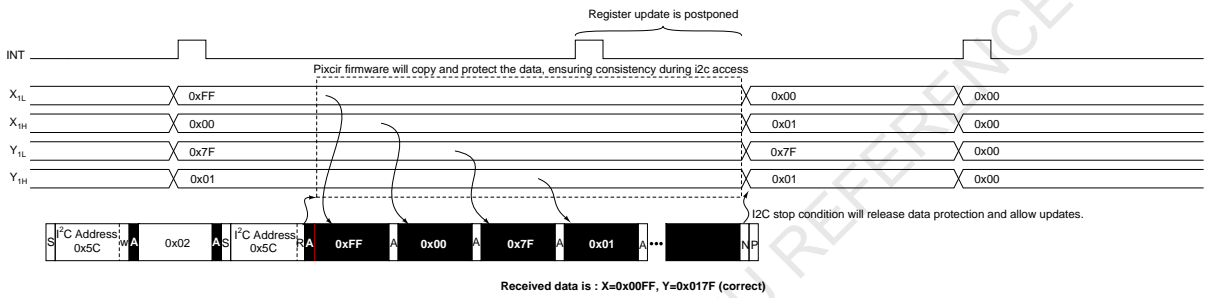 Register update is postponed
INT
Pixcir firmware will copy and protect the data, ensuring consistency during i2c access
X1L 0xFF 0x00 0x00
X1H 0x00 0x01 0x00
Y1L 0x7F 0x7F 0x00
Y1H 0x01 0x01 0x00
I2C stop condition will release data protection and allow updates.
S I2C Address 0x5C w A 0x02 A S I2C Address 0x5C R A 0xFF A 0x00 A 0x7F A 0x01 A ••• N P
Received data is : X=0x00FF, Y=0x017F (correct)
U REFERENCE